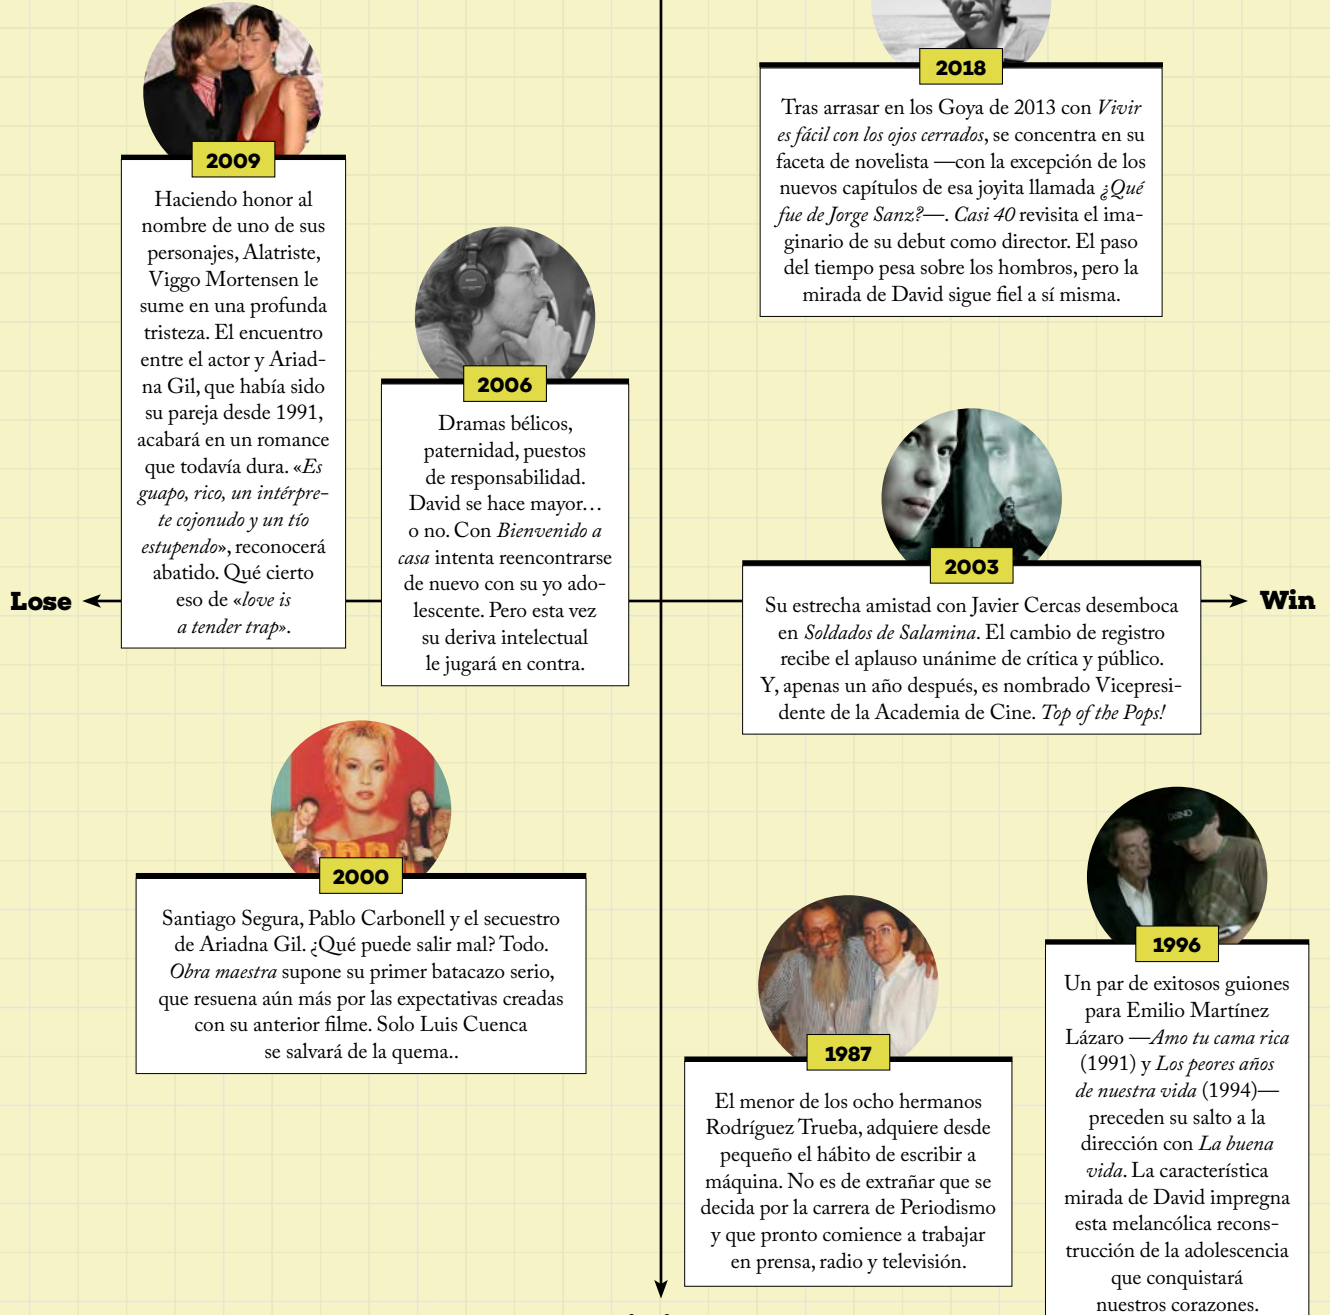 2009
Haciendo honor al
nombre de uno de sus
personajes, Alatriste,
Viggo Mortensen le
sume en una profunda
tristeza. El encuentro
entre el actor y Ariad-
na Gil, que había sido
su pareja desde 1991,
acabará en un romance
que todavía dura. «Es
guapo, rico, un intérpre-
te cojonudo y un tío
estupendo», reconocerá
abatido. Qué cierto
eso de «love is
a tender trap».
2006
Dramas bélicos,
paternidad, puestos
de responsabilidad.
David se hace mayor…
o no. Con Bienvenido a
casa intenta reencontrarse
de nuevo con su yo ado-
lescente. Pero esta vez
su deriva intelectual
le jugará en contra.
2018
Tras arrasar en los Goya de 2013 con Vivir
es fácil con los ojos cerrados, se concentra en su
faceta de novelista —con la excepción de los
nuevos capítulos de esa joyita llamada ¿Qué
fue de Jorge Sanz?—. Casi 40 revisita el ima-
ginario de su debut como director. El paso
del tiempo pesa sobre los hombros, pero la
mirada de David sigue fiel a sí misma.
2003
Su estrecha amistad con Javier Cercas desemboca
en Soldados de Salamina. El cambio de registro
recibe el aplauso unánime de crítica y público.
Y, apenas un año después, es nombrado Vicepresi-
dente de la Academia de Cine. Top of the Pops!
Lose
Win
2000
Santiago Segura, Pablo Carbonell y el secuestro
de Ariadna Gil. ¿Qué puede salir mal? Todo.
Obra maestra supone su primer batacazo serio,
que resuena aún más por las expectativas creadas
con su anterior filme. Solo Luis Cuenca
se salvará de la quema..
1987
El menor de los ocho hermanos
Rodríguez Trueba, adquiere desde
pequeño el hábito de escribir a
máquina. No es de extrañar que se
decida por la carrera de Periodismo
y que pronto comience a trabajar
en prensa, radio y televisión.
1996
Un par de exitosos guiones
para Emilio Martínez
Lázaro —Amo tu cama rica
(1991) y Los peores años
de nuestra vida (1994)—
preceden su salto a la
dirección con La buena
vida. La característica
mirada de David impregna
esta melancólica recons-
trucción de la adolescencia
que conquistará
nuestros corazones.